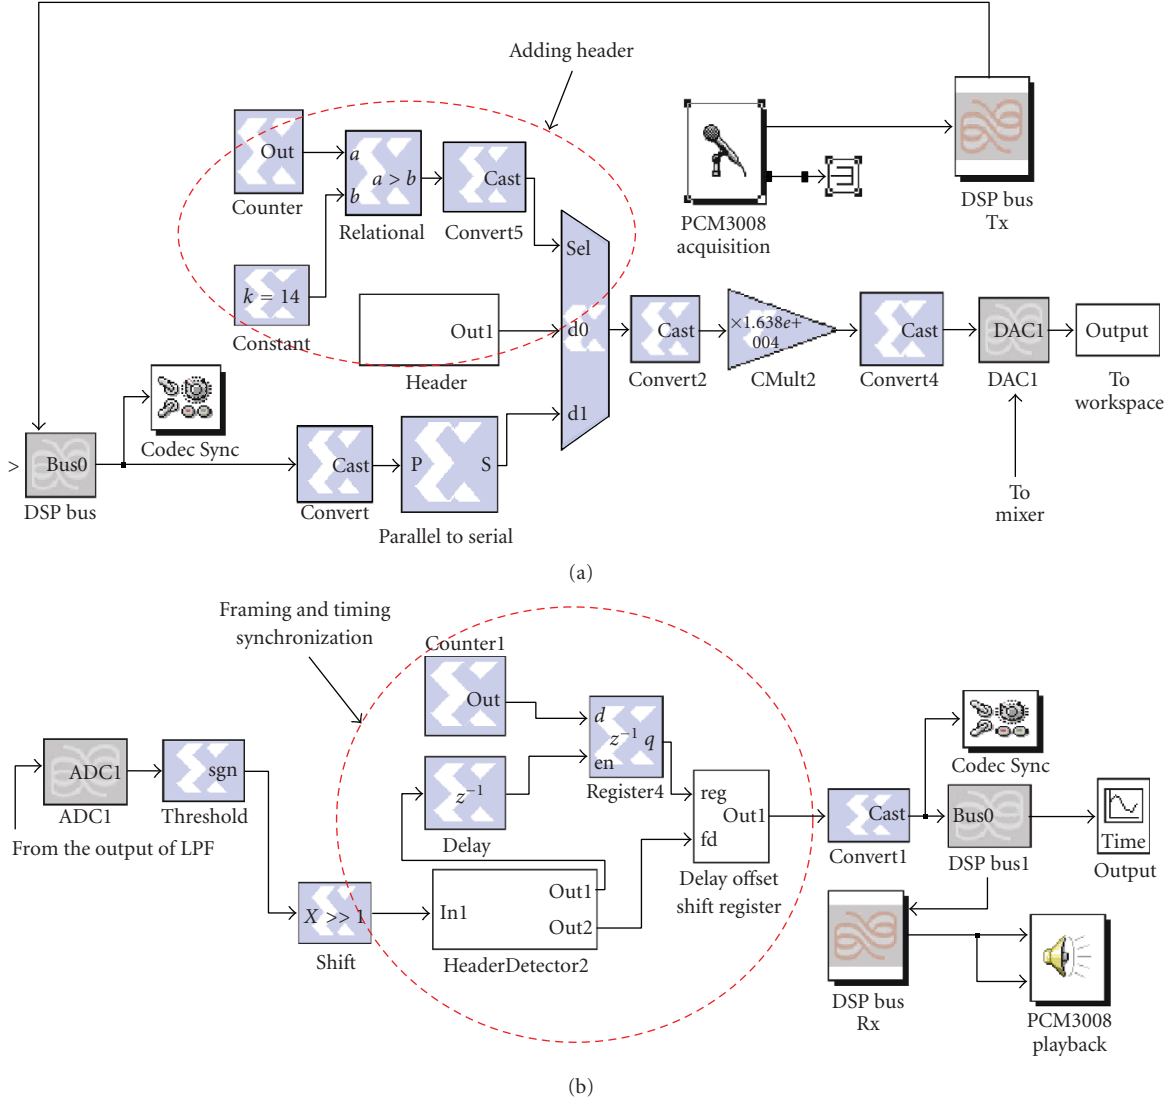 Adding header
Out
Counter
a
b
a > b
Relational
Cast
Convert5
k = 14
Constant
Out1
Header
Sel
d0
d1
PCM3008
acquisition
DSP bus
Tx
Cast
Convert2
×1.638e+
004
CMult2
Cast
Convert4
DAC1
DAC1
Output
To
workspace
To
mixer
Codec Sync
>
Bus0
DSP bus
Cast
Convert
P
S
Parallel to serial
(a)
Framing and timing
synchronization
Counter1
Out
d
z⁻¹ q
en
Register4
z⁻¹
Delay
ADC1
ADC1
From the output of LPF
sgn
Threshold
X >> 1
Shift
In1
Out1
Out2
HeaderDetector2
reg
Out1
fd
Delay offset
shift register
Cast
Convert1
Codec Sync
Bus0
DSP bus1
Time
Output
DSP bus
Rx
PCM3008
playback
(b)